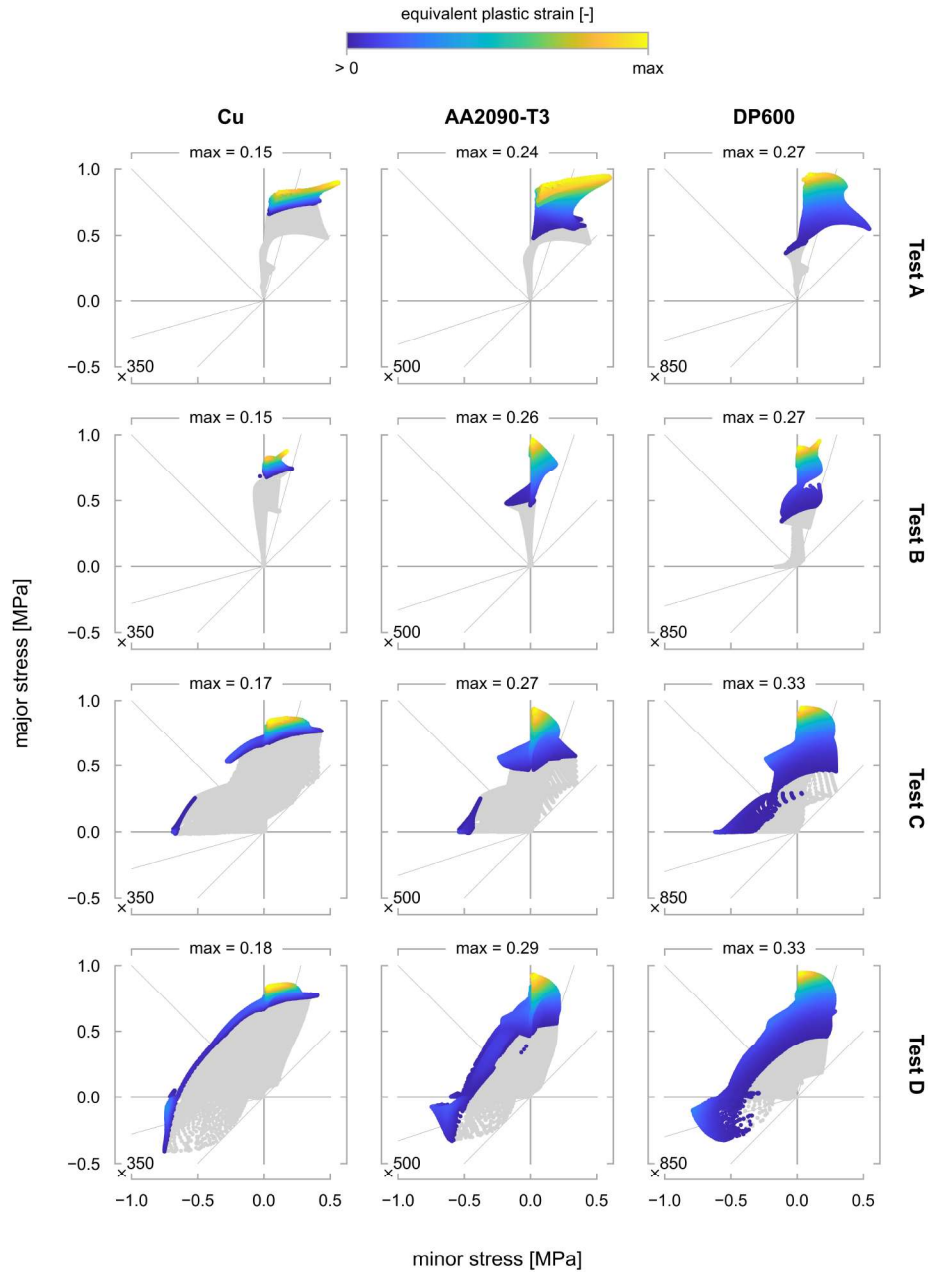 equivalent plastic strain [-]
> 0 max
Cu AA2090-T3 DP600
max = 0.15 max = 0.24 max = 0.27
1.0
0.5
0.0
−0.5
× 350 × 500 × 850
Test A
max = 0.15 max = 0.26 max = 0.27
1.0
0.5
0.0
−0.5
× 350 × 500 × 850
Test B
major stress [MPa]
max = 0.17 max = 0.27 max = 0.33
1.0
0.5
0.0
−0.5
× 350 × 500 × 850
Test C
max = 0.18 max = 0.29 max = 0.33
1.0
0.5
0.0
−0.5
× 350 × 500 × 850
Test D
−1.0 −0.5 0.0 0.5 −1.0 −0.5 0.0 0.5 −1.0 −0.5 0.0 0.5
minor stress [MPa]